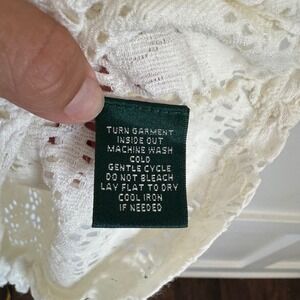 TURN GARMENT
INSIDE OUT
MACHINE WASH
COLD
GENTLE CYCLE
DO NOT BLEACH
LAY FLAT TO DRY
COOL IRON
IF NEEDED